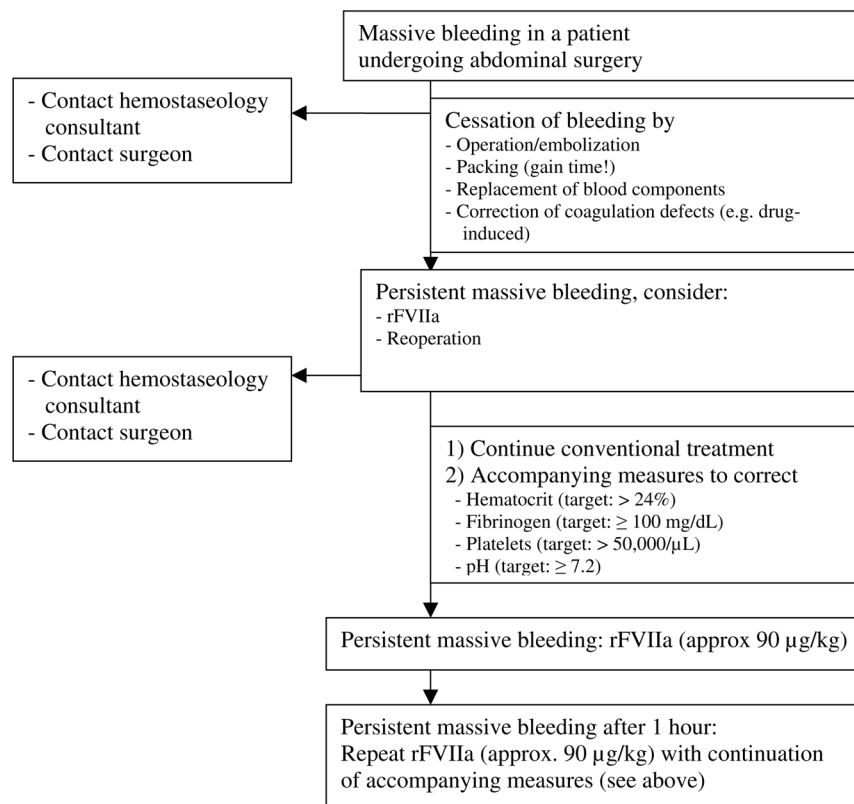 Massive bleeding in a patient
undergoing abdominal surgery
- Contact hemostaseology
consultant
- Contact surgeon
Cessation of bleeding by
- Operation/embolization
- Packing (gain time!)
- Replacement of blood components
- Correction of coagulation defects (e.g. drug-
induced)
Persistent massive bleeding, consider:
- rFVIIa
- Reoperation
- Contact hemostaseology
consultant
- Contact surgeon
1) Continue conventional treatment
2) Accompanying measures to correct
- Hematocrit (target: > 24%)
- Fibrinogen (target: ≥ 100 mg/dL)
- Platelets (target: > 50,000/µL)
- pH (target: ≥ 7.2)
Persistent massive bleeding: rFVIIa (approx 90 µg/kg)
Persistent massive bleeding after 1 hour:
Repeat rFVIIa (approx. 90 µg/kg) with continuation
of accompanying measures (see above)